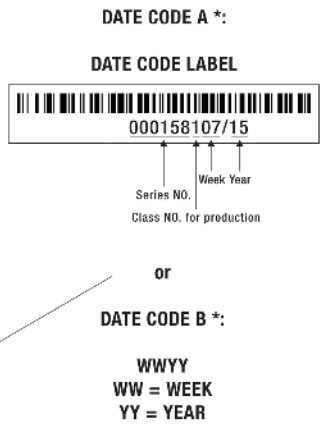 DATE CODE A *:
DATE CODE LABEL
000158107/15
Week Year
Series NO.
Class NO. for production
or
DATE CODE B *:
WWYY
WW = WEEK
YY = YEAR